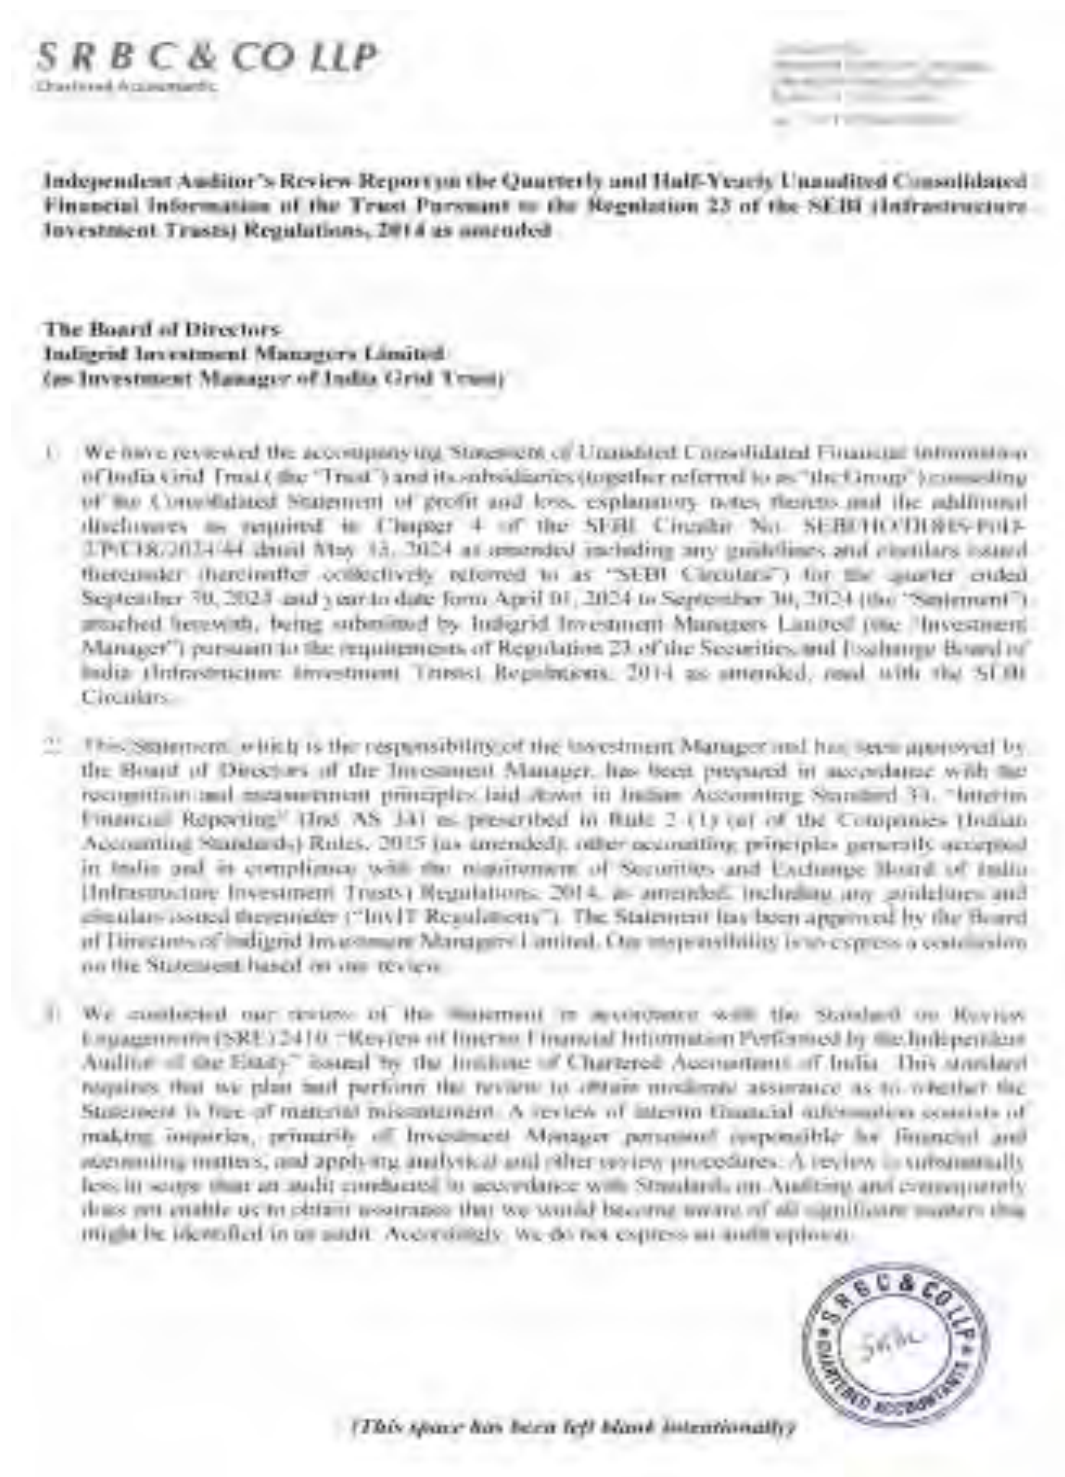 S R B C & CO LLP
Chartered Accountants
Independent Auditor's Review Report on the Quarterly and Half-Yearly Unaudited Consolidated
Financial Information of the Trust Pursuant to the Regulation 23 of the SEBI (Infrastructure
Investment Trusts) Regulations, 2014 as amended
The Board of Directors
Indigrid Investment Managers Limited
(as Investment Manager of India Grid Trust)
1. We have reviewed the accompanying Statement of Unaudited Consolidated Financial Information
of India Grid Trust ( the "Trust") and its subsidiaries (together referred to as "the Group") consisting
of the Consolidated Statement of profit and loss, explanatory notes thereto and the additional
disclosures as required in Chapter 4 of the SEBI Circular No. SEBI/HO/DDHS-PoD-
2/P/CIR/2024/44 dated May 15, 2024 as amended including any guidelines and circulars issued
thereunder (hereinafter collectively referred to as "SEBI Circulars") for the quarter ended
September 30, 2024 and year to date form April 01, 2024 to September 30, 2024 (the "Statement")
attached herewith, being submitted by Indigrid Investment Managers Limited (the "Investment
Manager") pursuant to the requirements of Regulation 23 of the Securities and Exchange Board of
India (Infrastructure Investment Trusts) Regulations, 2014 as amended, read with the SEBI
Circulars.
2. This Statement, which is the responsibility of the Investment Manager and has been approved by
the Board of Directors of the Investment Manager, has been prepared in accordance with the
recognition and measurement principles laid down in Indian Accounting Standard 34, "Interim
Financial Reporting" (Ind AS 34) as prescribed in Rule 2 (1) (a) of the Companies (Indian
Accounting Standards) Rules, 2015 (as amended), other accounting principles generally accepted
in India and in compliance with the requirement of Securities and Exchange Board of India
(Infrastructure Investment Trusts) Regulations, 2014, as amended, including any guidelines and
circulars issued thereunder ("InvIT Regulations"). The Statement has been approved by the Board
of Directors of Indigrid Investment Managers Limited. Our responsibility is to express a conclusion
on the Statement based on our review.
3. We conducted our review of the Statement in accordance with the Standard on Review
Engagements (SRE) 2410, "Review of Interim Financial Information Performed by the Independent
Auditor of the Entity" issued by the Institute of Chartered Accountants of India. This standard
requires that we plan and perform the review to obtain moderate assurance as to whether the
Statement is free of material misstatement. A review of interim financial information consists of
making inquiries, primarily of Investment Manager personnel responsible for financial and
accounting matters, and applying analytical and other review procedures. A review is substantially
less in scope than an audit conducted in accordance with Standards on Auditing and consequently
does not enable us to obtain assurance that we would become aware of all significant matters that
might be identified in an audit. Accordingly, we do not express an audit opinion.
S R B C & CO LLP
CHARTERED ACCOUNTANTS
(This space has been left blank intentionally)